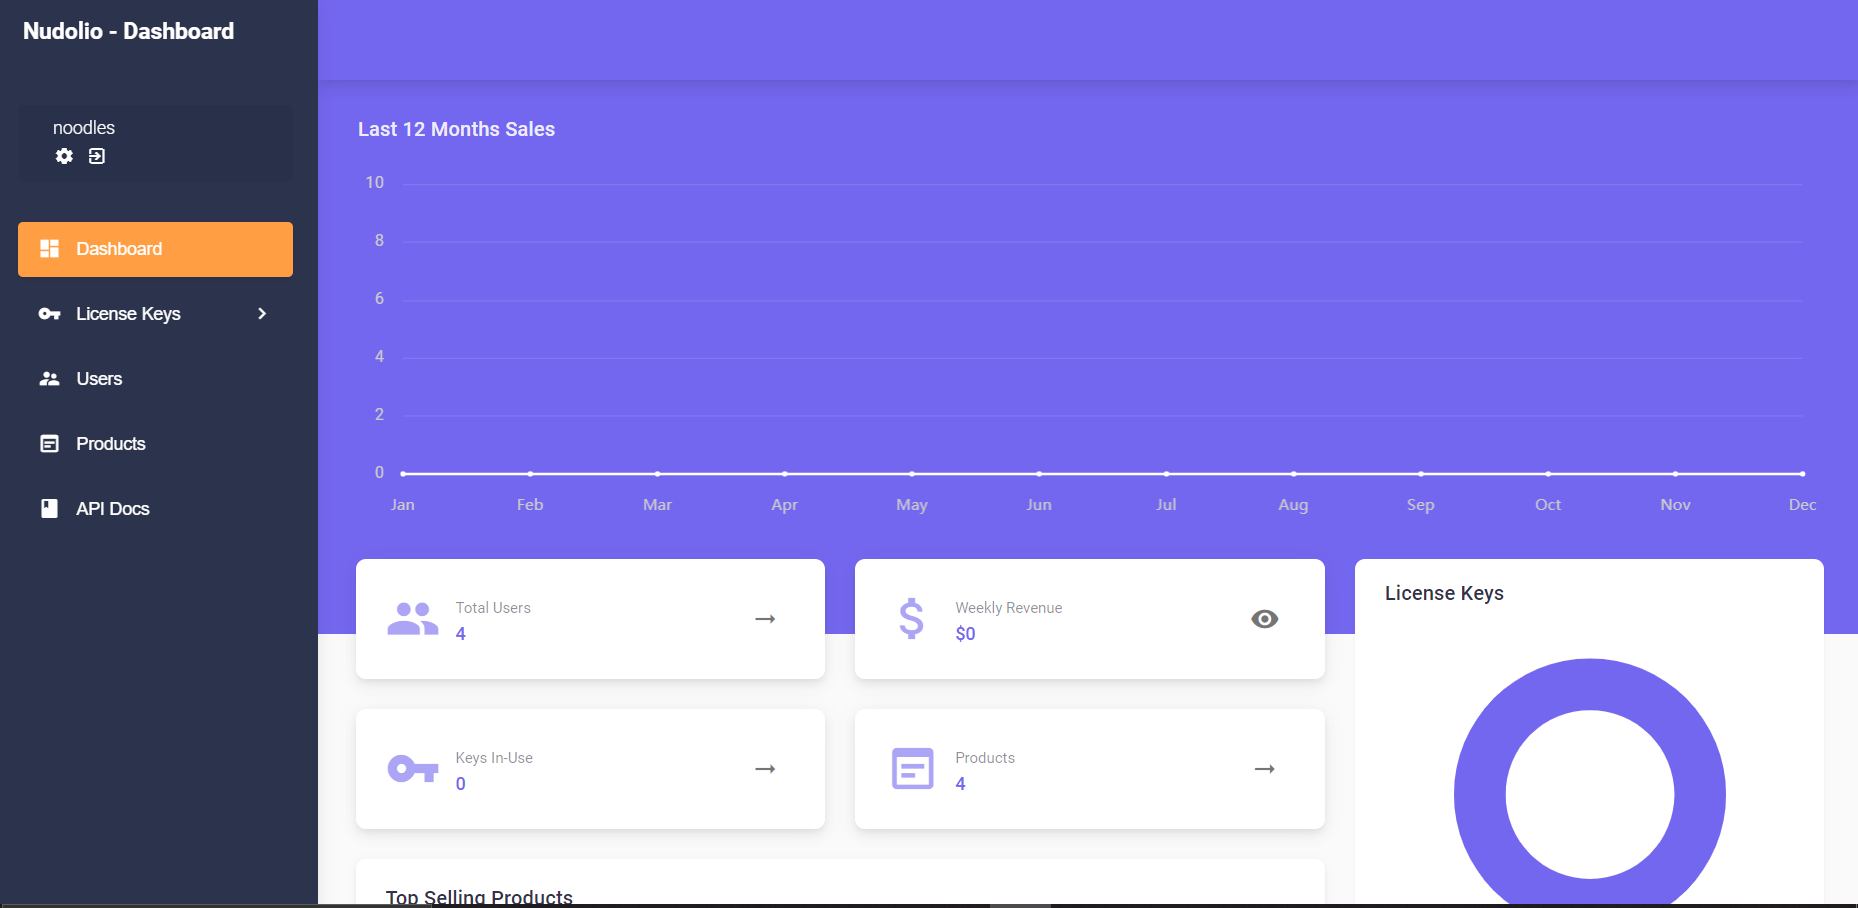 Nudolio - Dashboard
noodles
Dashboard
License Keys
Users
Products
API Docs
Last 12 Months Sales
10
8
6
4
2
0
Jan Feb Mar Apr May Jun Jul Aug Sep Oct Nov Dec
Total Users
4
Weekly Revenue
$0
Keys In-Use
0
Products
4
License Keys
Top Selling Products